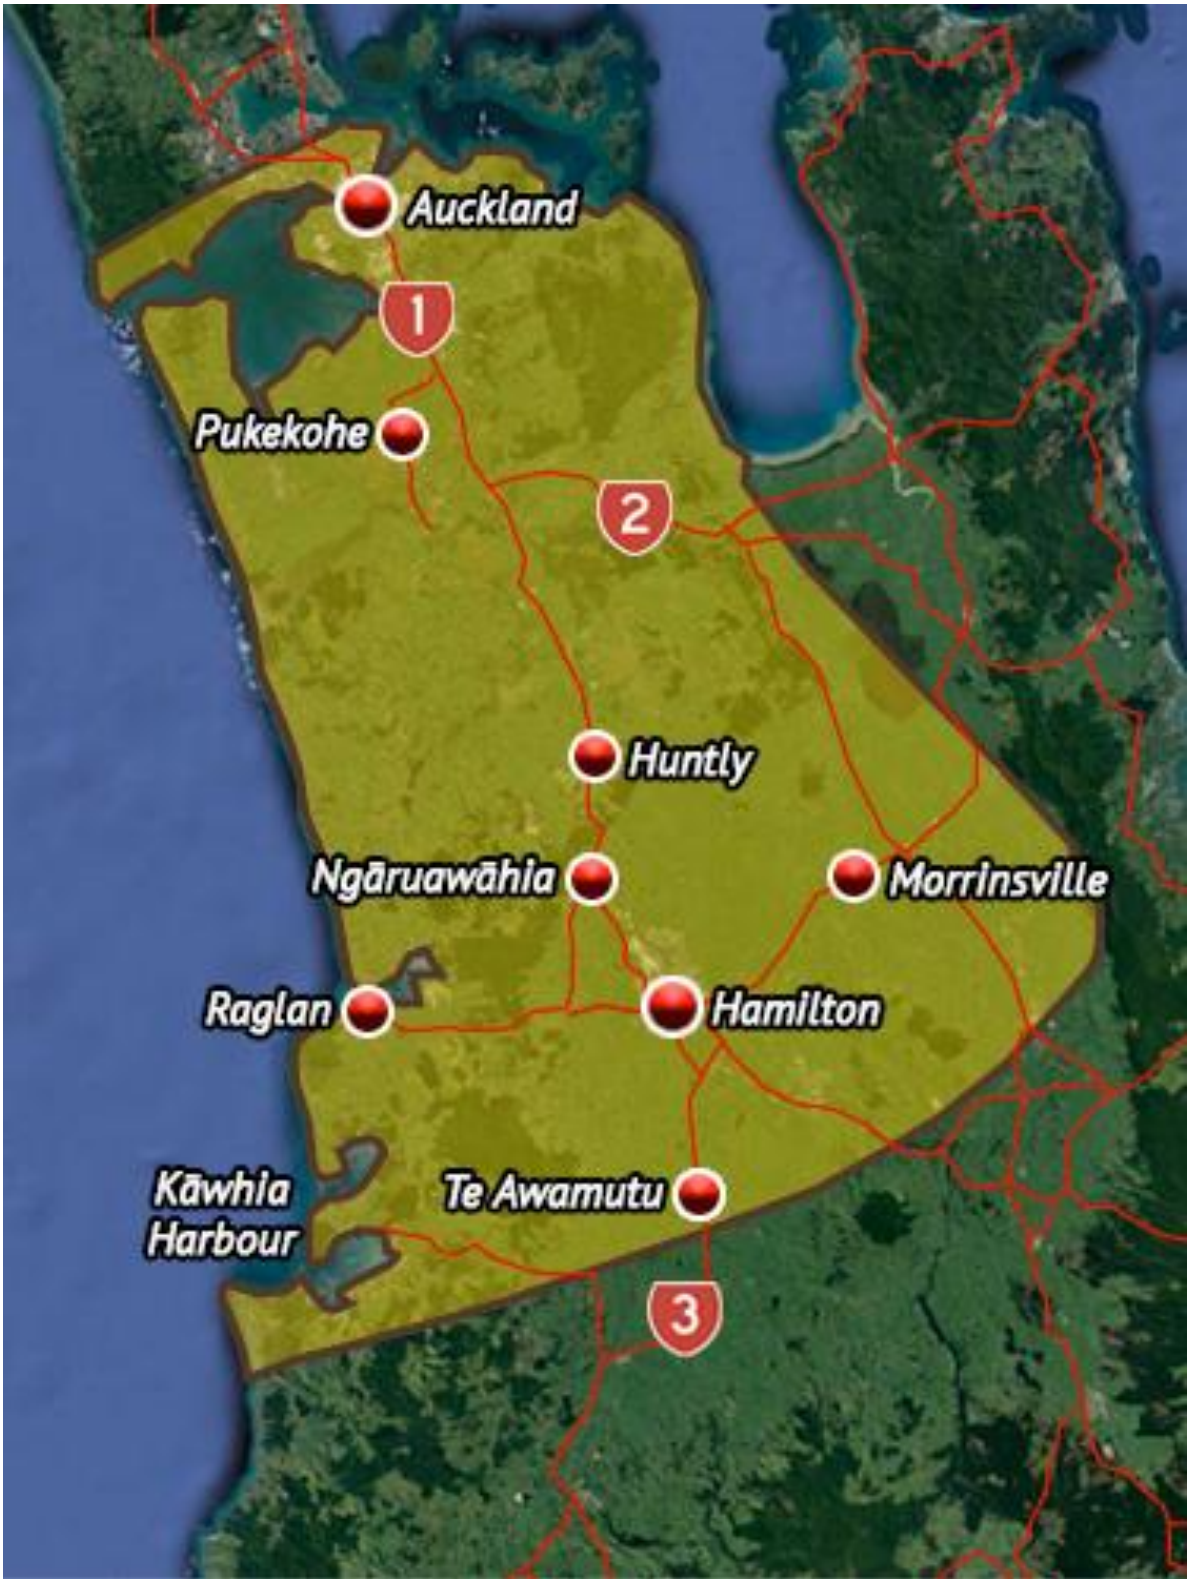 Auckland
1
Pukekohe
2
Huntly
Ngāruawāhia
Morrinsville
Raglan
Hamilton
Kāwhia
Harbour
Te Awamutu
3